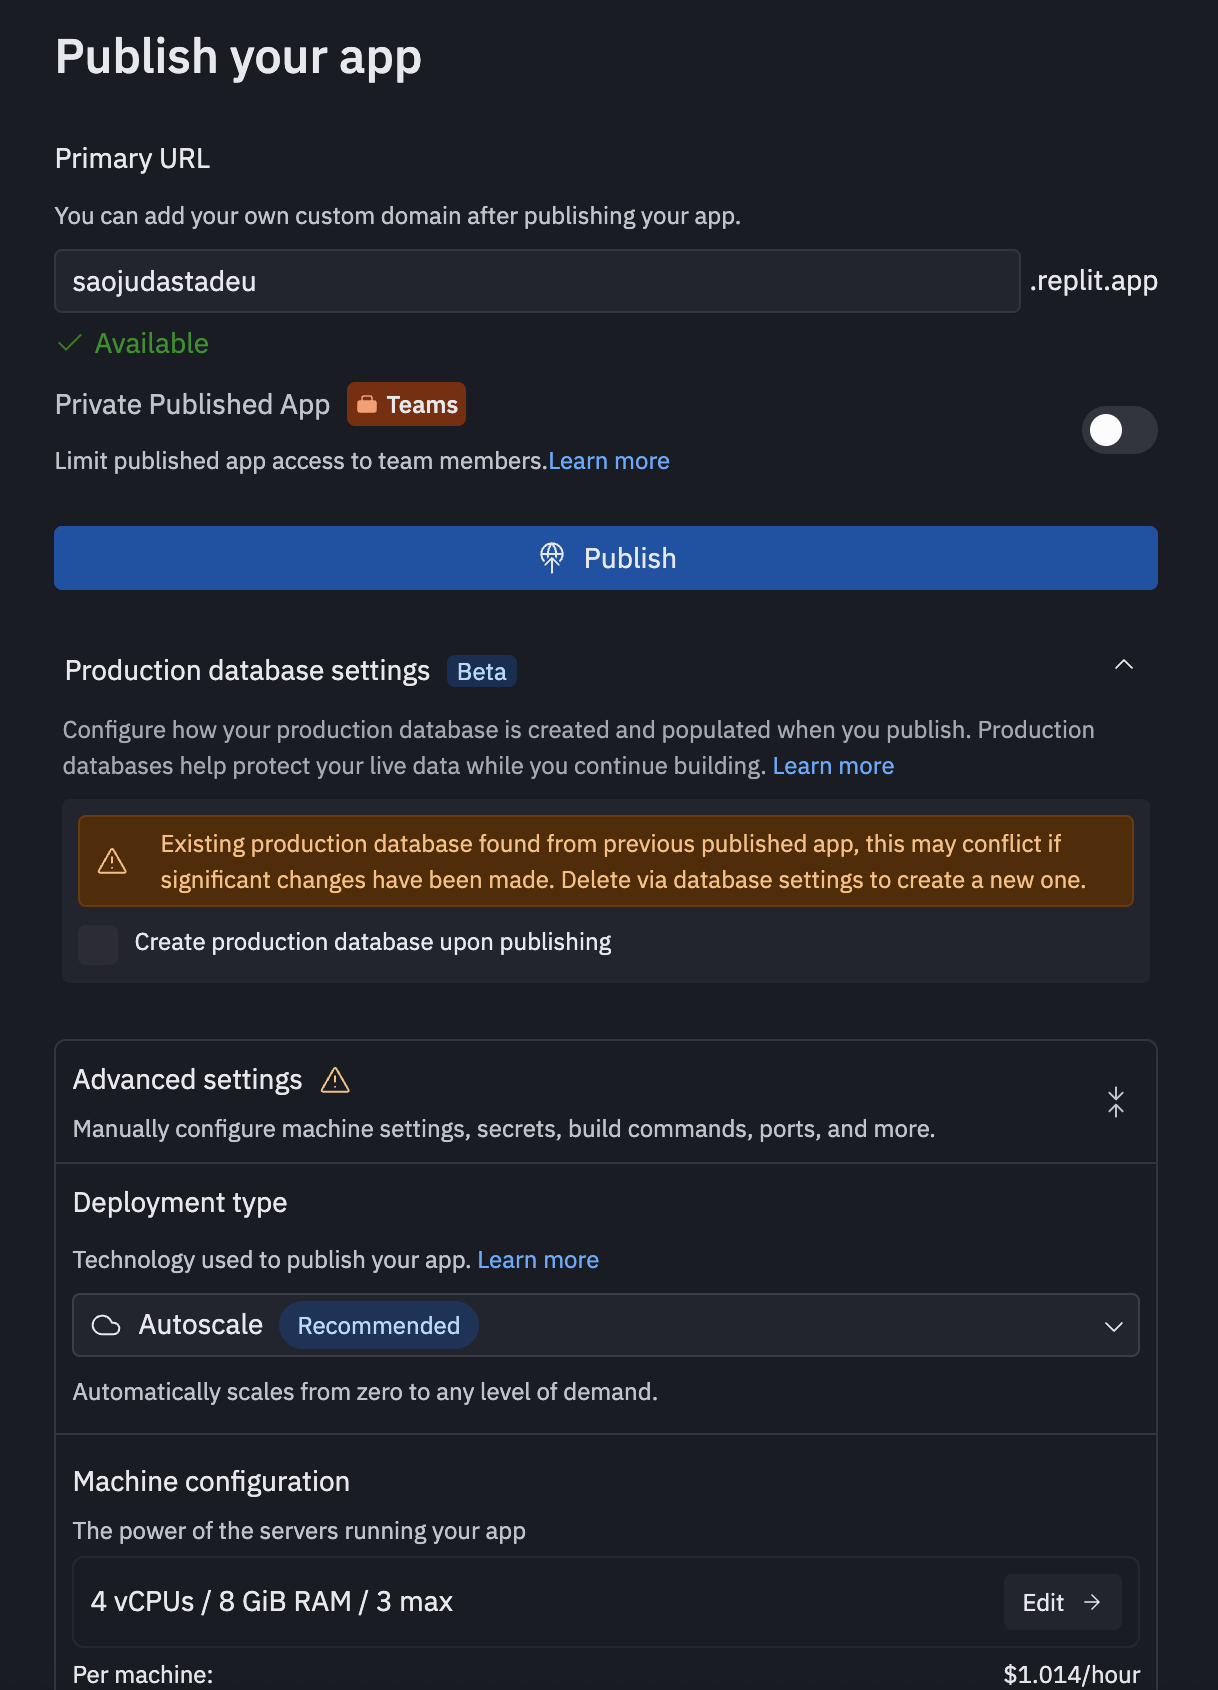 Publish your app
Primary URL
You can add your own custom domain after publishing your app.
saojudastadeu
.replit.app
Available
Private Published App
Teams
Limit published app access to team members.Learn more
Publish
Production database settings
Beta
Configure how your production database is created and populated when you publish. Production
databases help protect your live data while you continue building. Learn more
Existing production database found from previous published app, this may conflict if
significant changes have been made. Delete via database settings to create a new one.
Create production database upon publishing
Advanced settings
Manually configure machine settings, secrets, build commands, ports, and more.
Deployment type
Technology used to publish your app. Learn more
Autoscale
Recommended
Automatically scales from zero to any level of demand.
Machine configuration
The power of the servers running your app
4 vCPUs / 8 GiB RAM / 3 max
Edit
Per machine:
$1.014/hour